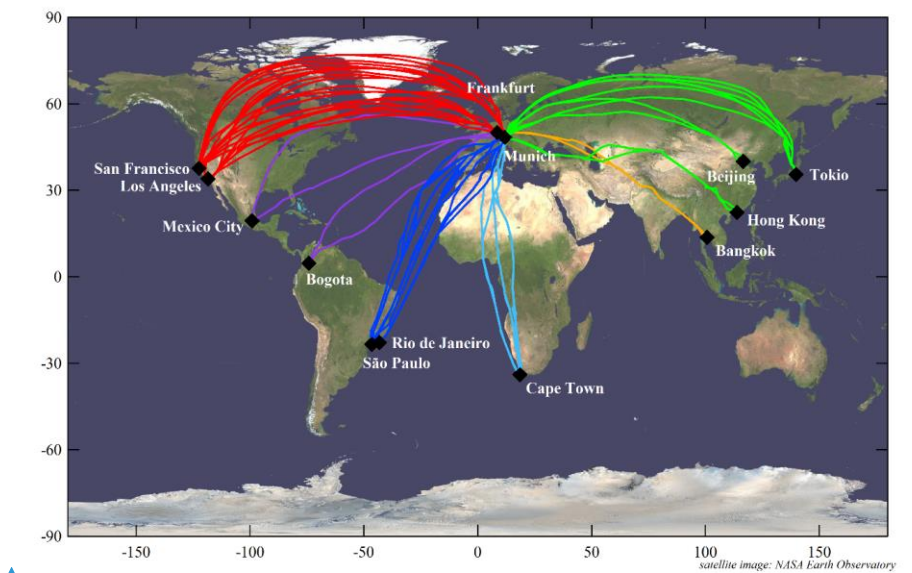 90
60
30
0
-30
-60
-90
Frankfurt
Munich
San Francisco
Los Angeles
Mexico City
Bogota
Beijing
Tokio
Hong Kong
Bangkok
Rio de Janeiro
São Paulo
Cape Town
-150
-100
-50
0
50
100
150
satellite image: NASA Earth Observatory